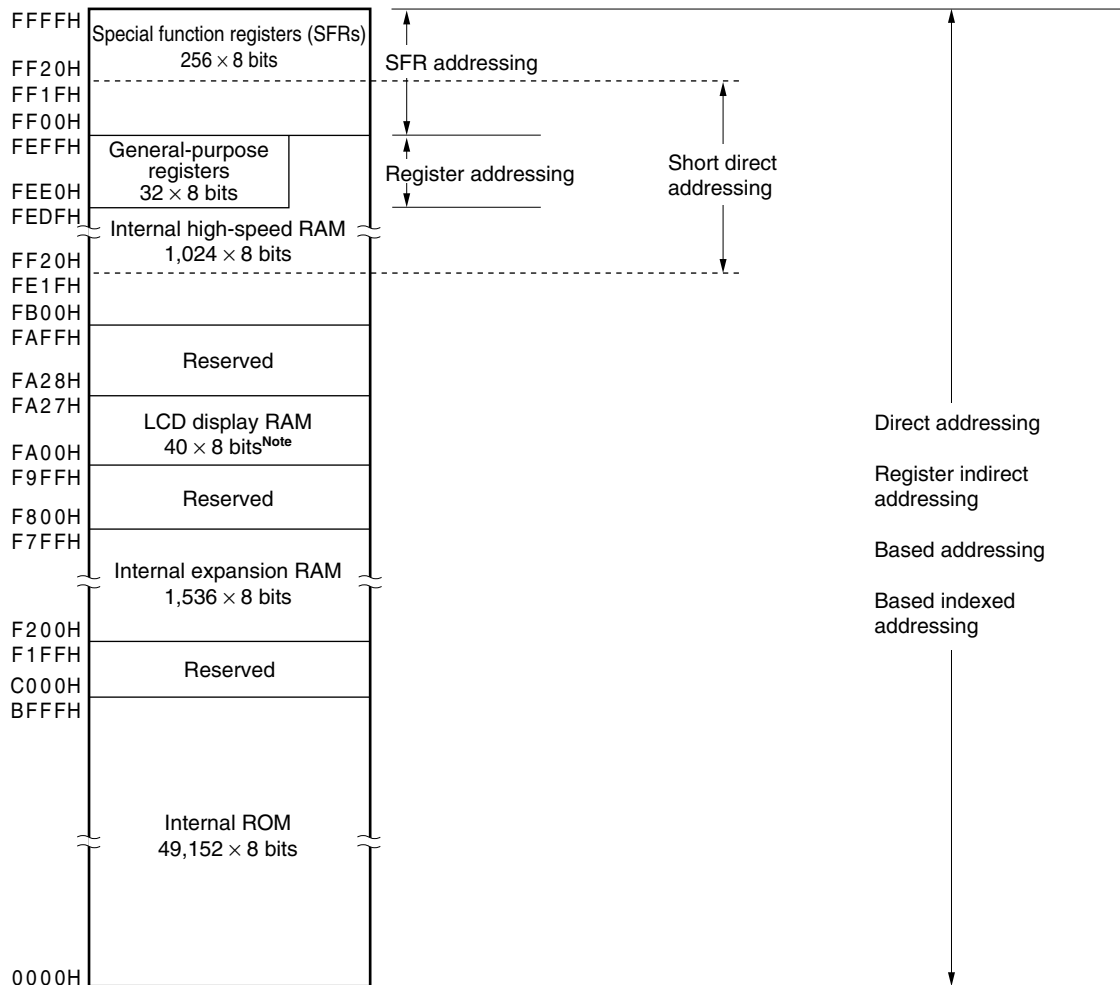 FFFFH
Special function registers (SFRs)
256 × 8 bits
FF20H
FF1FH
FF00H
FEFFH
General-purpose
registers
32 × 8 bits
FEE0H
FEDFH
Internal high-speed RAM
1,024 × 8 bits
FF20H
FE1FH
FB00H
FAFFH
Reserved
FA28H
FA27H
LCD display RAM
40 × 8 bitsNote
FA00H
F9FFH
Reserved
F800H
F7FFH
Internal expansion RAM
1,536 × 8 bits
F200H
F1FFH
Reserved
C000H
BFFFH
Internal ROM
49,152 × 8 bits
0000H
SFR addressing
Register addressing
Short direct
addressing
Direct addressing
Register indirect
addressing
Based addressing
Based indexed
addressing